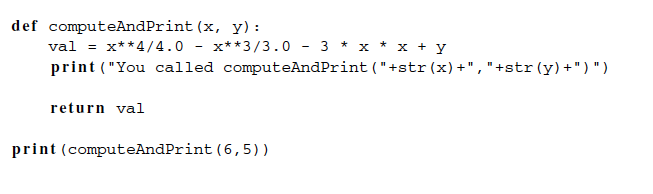 def computeAndPrint(x, y):
    val = x**4/4.0 - x**3/3.0 - 3 * x * x + y
    print("You called computeAndPrint("+str(x)+","+str(y)+")")
    return val
print(computeAndPrint(6,5))